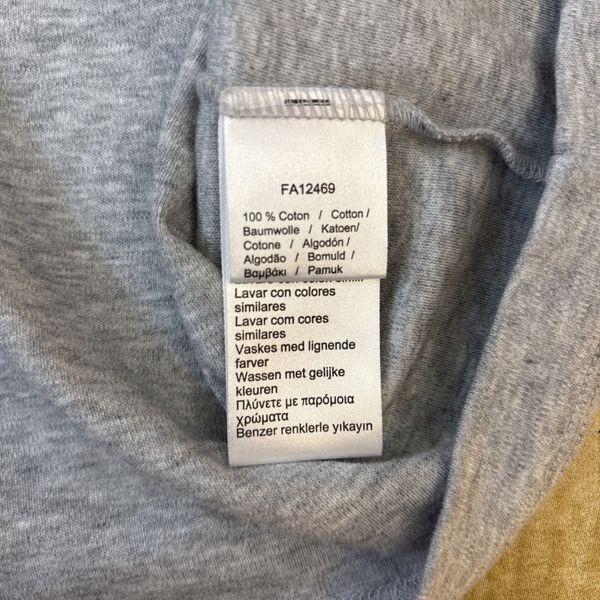 FA12469
100 % Coton / Cotton /
Baumwolle / Katoen/
Cotone / Algodón /
Algodão / Bomuld /
Βαμβάκι / Pamuk
Lavar con colores
similares
Lavar com cores
similares
Vaskes med lignende
farver
Wassen met gelijke
kleuren
Πλύνετε με παρόμοια
χρώματα
Benzer renklerle yıkayın